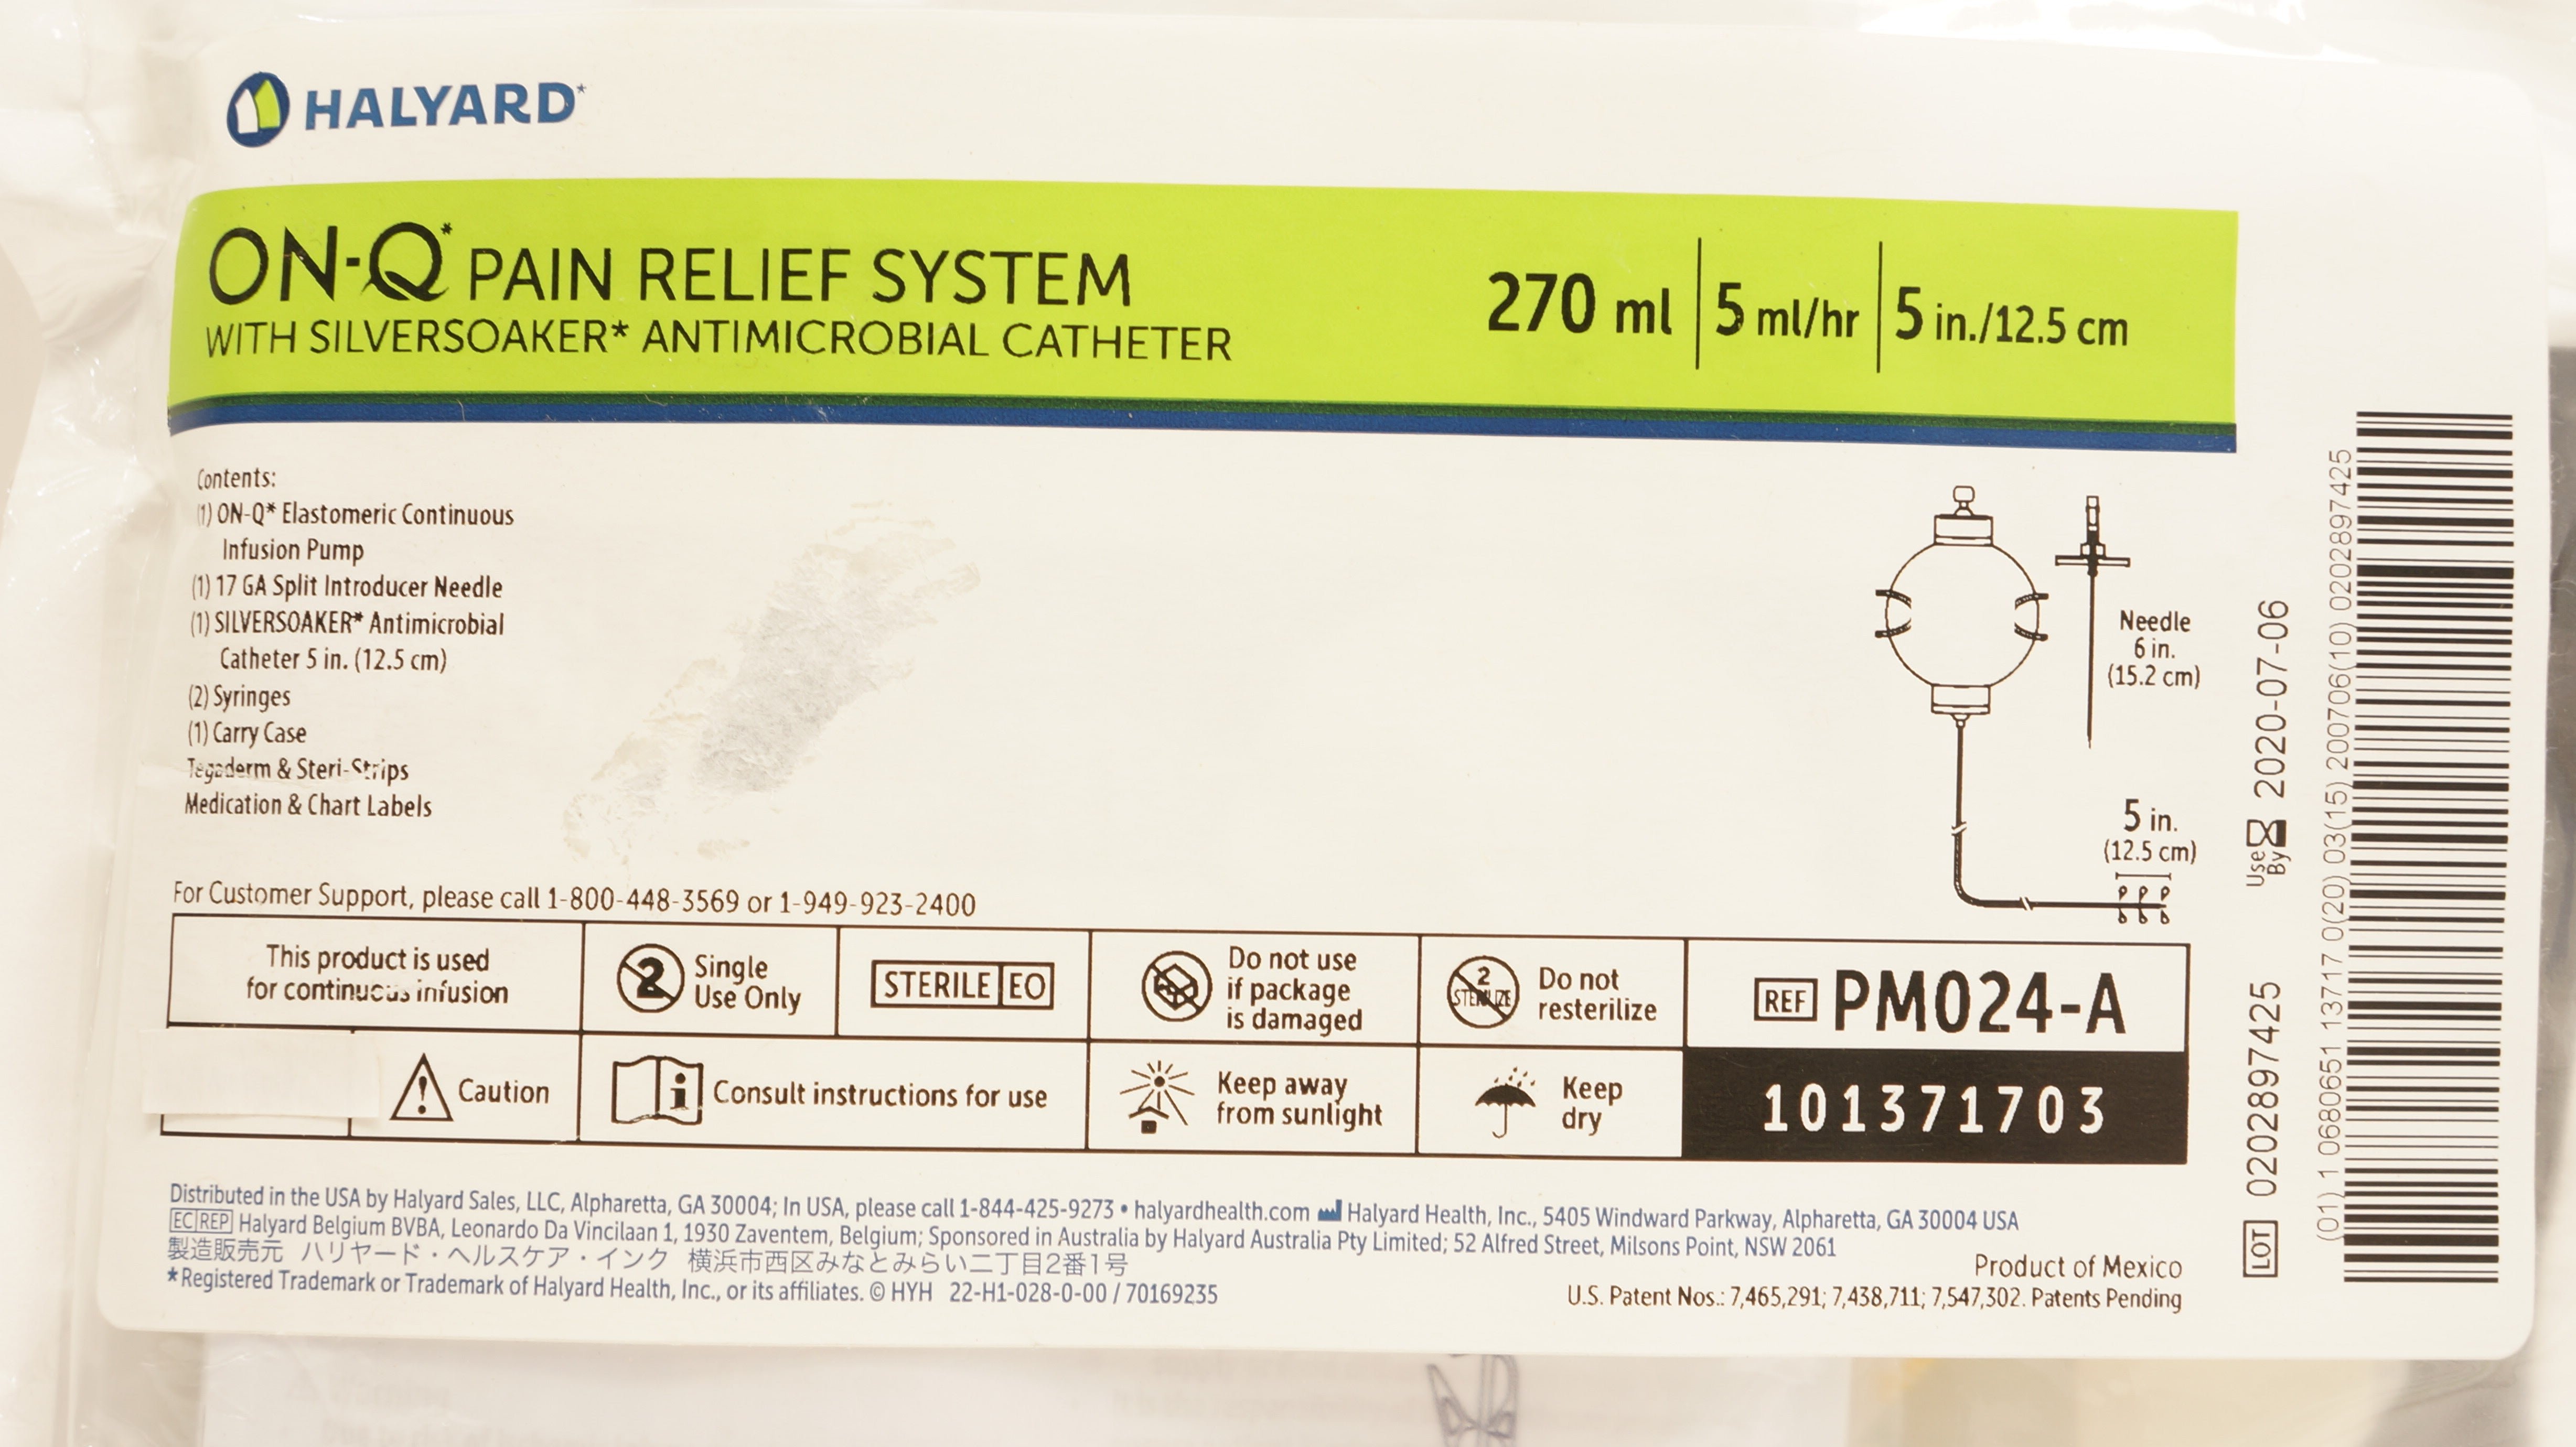 HALYARD*
ON-Q* PAIN RELIEF SYSTEM
WITH SILVERSOAKER* ANTIMICROBIAL CATHETER
270 ml | 5 ml/hr | 5 in./12.5 cm
Contents:
(1) ON-Q* Elastomeric Continuous
Infusion Pump
(1) 17 GA Split Introducer Needle
(1) SILVERSOAKER* Antimicrobial
Catheter 5 in. (12.5 cm)
(2) Syringes
(1) Carry Case
Tegaderm & Steri-Strips
Medication & Chart Labels
Needle
6 in.
(15.2 cm)
5 in.
(12.5 cm)
For Customer Support, please call 1-800-448-3569 or 1-949-923-2400
This product is used
for continuous infusion
2 Single
Use Only
STERILE EO
Do not use
if package
is damaged
2
STERILIZE
Do not
resterilize
REF PM024-A
Caution
Consult instructions for use
Keep away
from sunlight
Keep
dry
101371703
Distributed in the USA by Halyard Sales, LLC, Alpharetta, GA 30004; In USA, please call 1-844-425-9273 • halyardhealth.com Halyard Health, Inc., 5405 Windward Parkway, Alpharetta, GA 30004 USA
EC REP Halyard Belgium BVBA, Leonardo Da Vincilaan 1, 1930 Zaventem, Belgium; Sponsored in Australia by Halyard Australia Pty Limited; 52 Alfred Street, Milsons Point, NSW 2061
製造販売元 ハリヤード・ヘルスケア・インク 横浜市西区みなとみらい二丁目2番1号
*Registered Trademark or Trademark of Halyard Health, Inc., or its affiliates. © HYH 22-H1-028-0-00 / 70169235
Product of Mexico
U.S. Patent Nos.: 7,465,291; 7,438,711; 7,547,302. Patents Pending
LOT 0202897425
Use By 2020-07-06
(01) 1 0680651 13717 0(20) 03(15) 200706(10) 0202897425